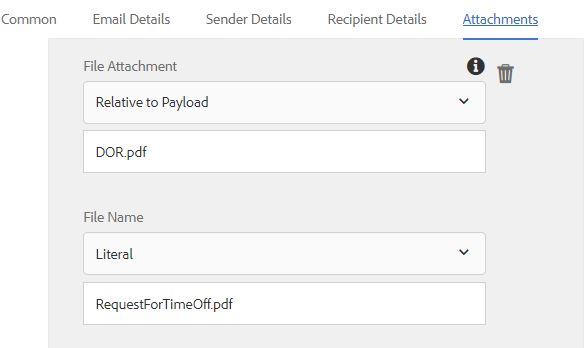 Common Email Details Sender Details Recipient Details Attachments
File Attachment
Relative to Payload
DOR.pdf
File Name
Literal
RequestForTimeOff.pdf